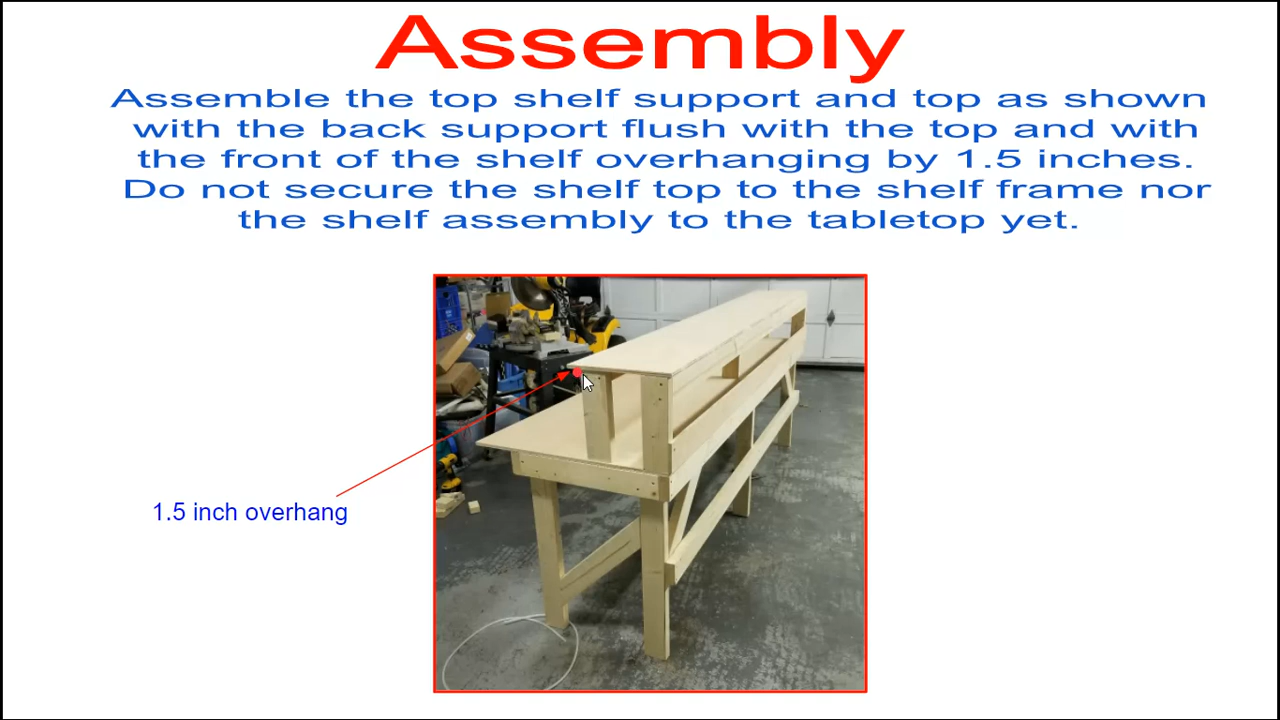 Assembly
Assemble the top shelf support and top as shown
with the back support flush with the top and with
the front of the shelf overhanging by 1.5 inches.
Do not secure the shelf top to the shelf frame nor
the shelf assembly to the tabletop yet.
1.5 inch overhang